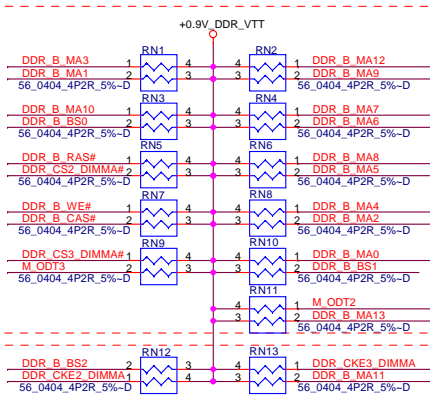 +0.9V_DDR_VTT
RN1 RN2
DDR_B_MA3 1 4 4 1 DDR_B_MA12
DDR_B_MA1 2 3 3 2 DDR_B_MA9
56_0404_4P2R_5%~D 56_0404_4P2R_5%~D
RN3 RN4
DDR_B_MA10 1 4 4 1 DDR_B_MA7
DDR_B_BS0 2 3 3 2 DDR_B_MA6
56_0404_4P2R_5%~D 56_0404_4P2R_5%~D
RN5 RN6
DDR_B_RAS# 1 4 4 1 DDR_B_MA8
DDR_CS2_DIMMA# 2 3 3 2 DDR_B_MA5
56_0404_4P2R_5%~D 56_0404_4P2R_5%~D
RN7 RN8
DDR_B_WE# 1 4 4 1 DDR_B_MA4
DDR_B_CAS# 2 3 3 2 DDR_B_MA2
56_0404_4P2R_5%~D 56_0404_4P2R_5%~D
RN9 RN10
DDR_CS3_DIMMA# 1 4 4 1 DDR_B_MA0
M_ODT3 2 3 3 2 DDR_B_BS1
56_0404_4P2R_5%~D 56_0404_4P2R_5%~D
RN11
4 1 M_ODT2
3 2 DDR_B_MA13
56_0404_4P2R_5%~D
RN12 RN13
DDR_B_BS2 2 3 4 1 DDR_CKE3_DIMMA
DDR_CKE2_DIMMA 1 4 3 2 DDR_B_MA11
56_0404_4P2R_5%~D 56_0404_4P2R_5%~D